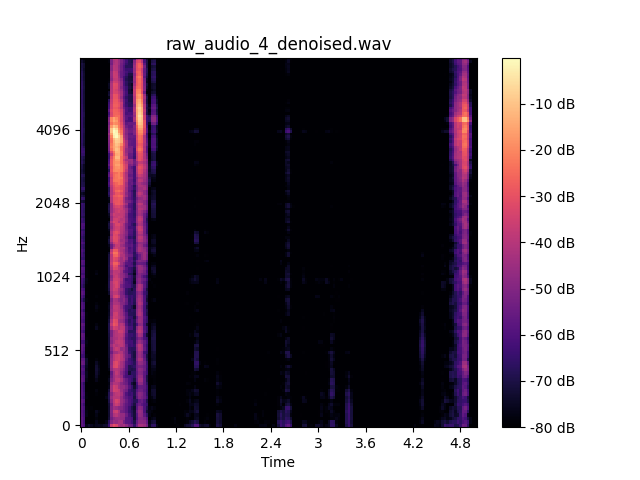 raw_audio_4_denoised.wav
Hz
4096
2048
1024
512
0
0
0.6
1.2
1.8
2.4
3
3.6
4.2
4.8
Time
-10 dB
-20 dB
-30 dB
-40 dB
-50 dB
-60 dB
-70 dB
-80 dB